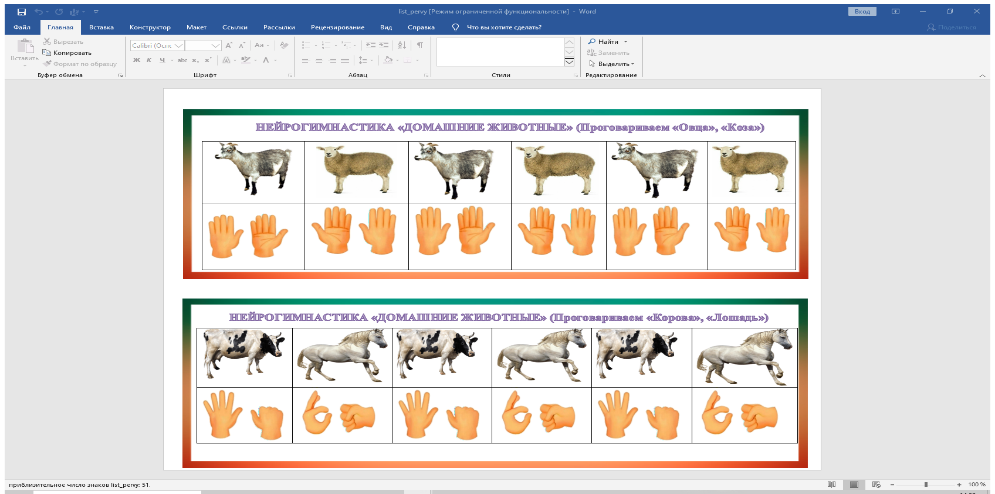 list_pervy [Режим ограниченной функциональности] - Word
Вход
Файл Главная Вставка Конструктор Макет Ссылки Рассылки Рецензирование Вид Справка Что вы хотите сделать? Поделиться
Вставить
Вырезать
Копировать
Формат по образцу
Буфер обмена
Calibri (Осн
Ж К Ч
Шрифт
Абзац
Стили
Найти
Заменить
Выделить
Редактирование
НЕЙРОГИМНАСТИКА «ДОМАШНИЕ ЖИВОТНЫЕ» (Проговариваем «Овца», «Коза»)
НЕЙРОГИМНАСТИКА «ДОМАШНИЕ ЖИВОТНЫЕ» (Проговариваем «Корова», «Лошадь»)
приблизительное число знаков list_pervy: 51.
100 %